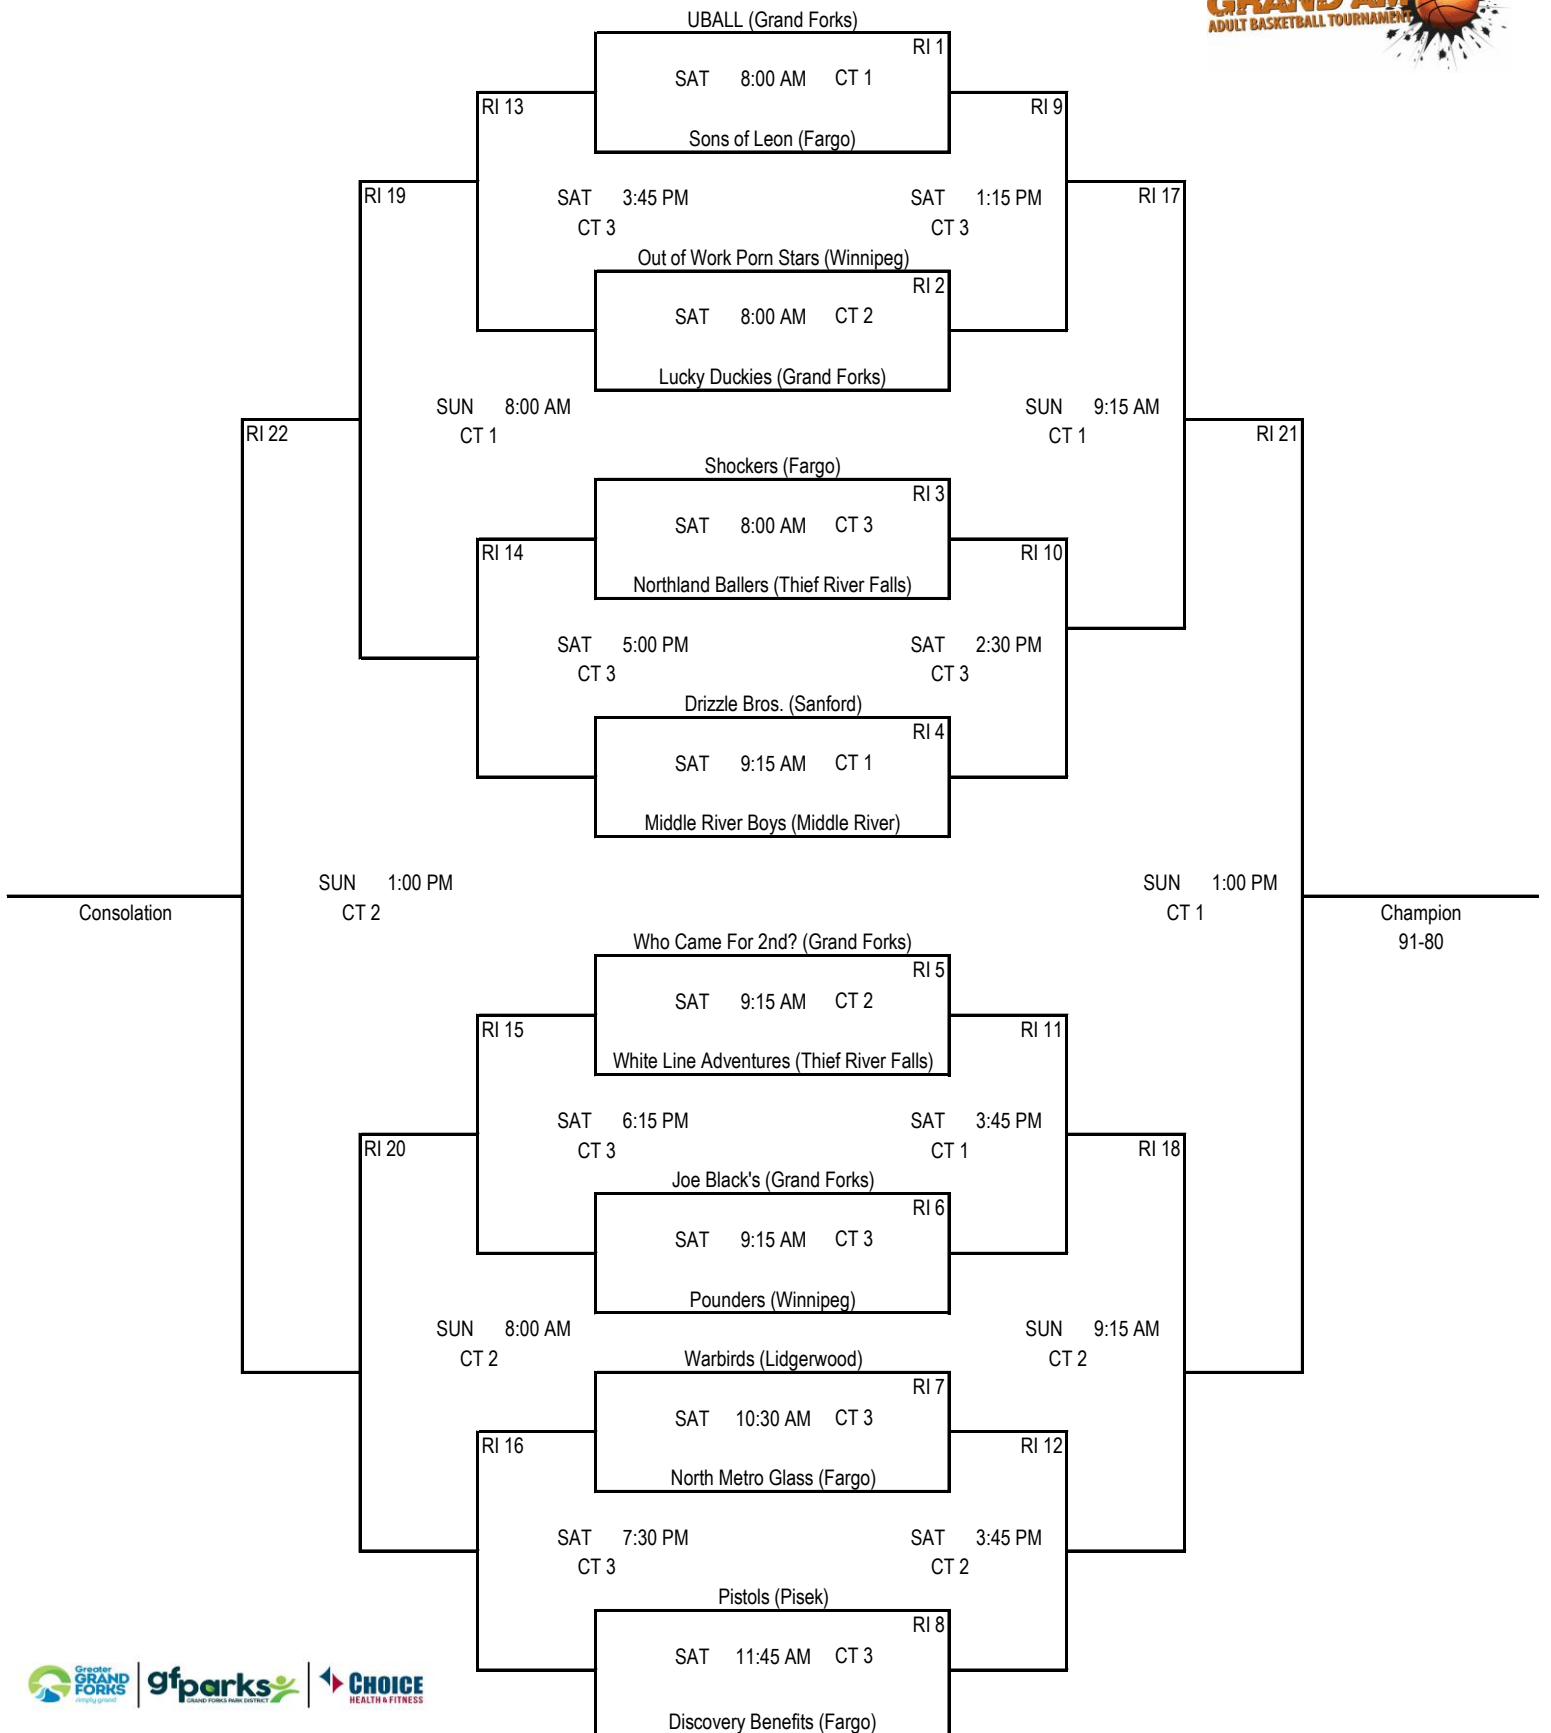 GRAND AM
ADULT BASKETBALL TOURNAMENT
UBALL (Grand Forks)
RI 1
SAT 8:00 AM CT 1
RI 13
RI 9
Sons of Leon (Fargo)
RI 19
SAT 3:45 PM
SAT 1:15 PM
RI 17
CT 3
CT 3
Out of Work Porn Stars (Winnipeg)
RI 2
SAT 8:00 AM CT 2
Lucky Duckies (Grand Forks)
SUN 8:00 AM
SUN 9:15 AM
RI 22
CT 1
CT 1
RI 21
Shockers (Fargo)
RI 3
SAT 8:00 AM CT 3
RI 14
RI 10
Northland Ballers (Thief River Falls)
SAT 5:00 PM
SAT 2:30 PM
CT 3
CT 3
Drizzle Bros. (Sanford)
RI 4
SAT 9:15 AM CT 1
Middle River Boys (Middle River)
SUN 1:00 PM
SUN 1:00 PM
Consolation
CT 2
CT 1
Champion
Who Came For 2nd? (Grand Forks)
91-80
RI 5
SAT 9:15 AM CT 2
RI 15
RI 11
White Line Adventures (Thief River Falls)
SAT 6:15 PM
SAT 3:45 PM
RI 20
CT 3
CT 1
RI 18
Joe Black's (Grand Forks)
RI 6
SAT 9:15 AM CT 3
Pounders (Winnipeg)
SUN 8:00 AM
SUN 9:15 AM
CT 2
Warbirds (Lidgerwood)
CT 2
RI 7
SAT 10:30 AM CT 3
RI 16
RI 12
North Metro Glass (Fargo)
SAT 7:30 PM
SAT 3:45 PM
CT 3
CT 2
Pistols (Pisek)
RI 8
SAT 11:45 AM CT 3
Discovery Benefits (Fargo)
Greater
GRAND
FORKS
simply grand
gfparks
GRAND FORKS PARK DISTRICT
CHOICE
HEALTH & FITNESS